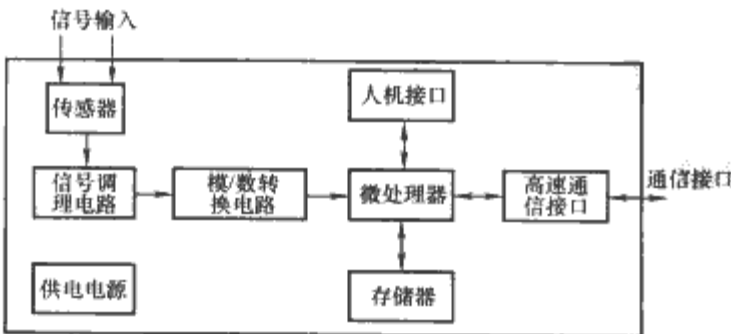 信号输入
传感器
人机接口
信号调
理电路
模/数转
换电路
微处理器
高速通
信接口
通信接口
供电电源
存储器